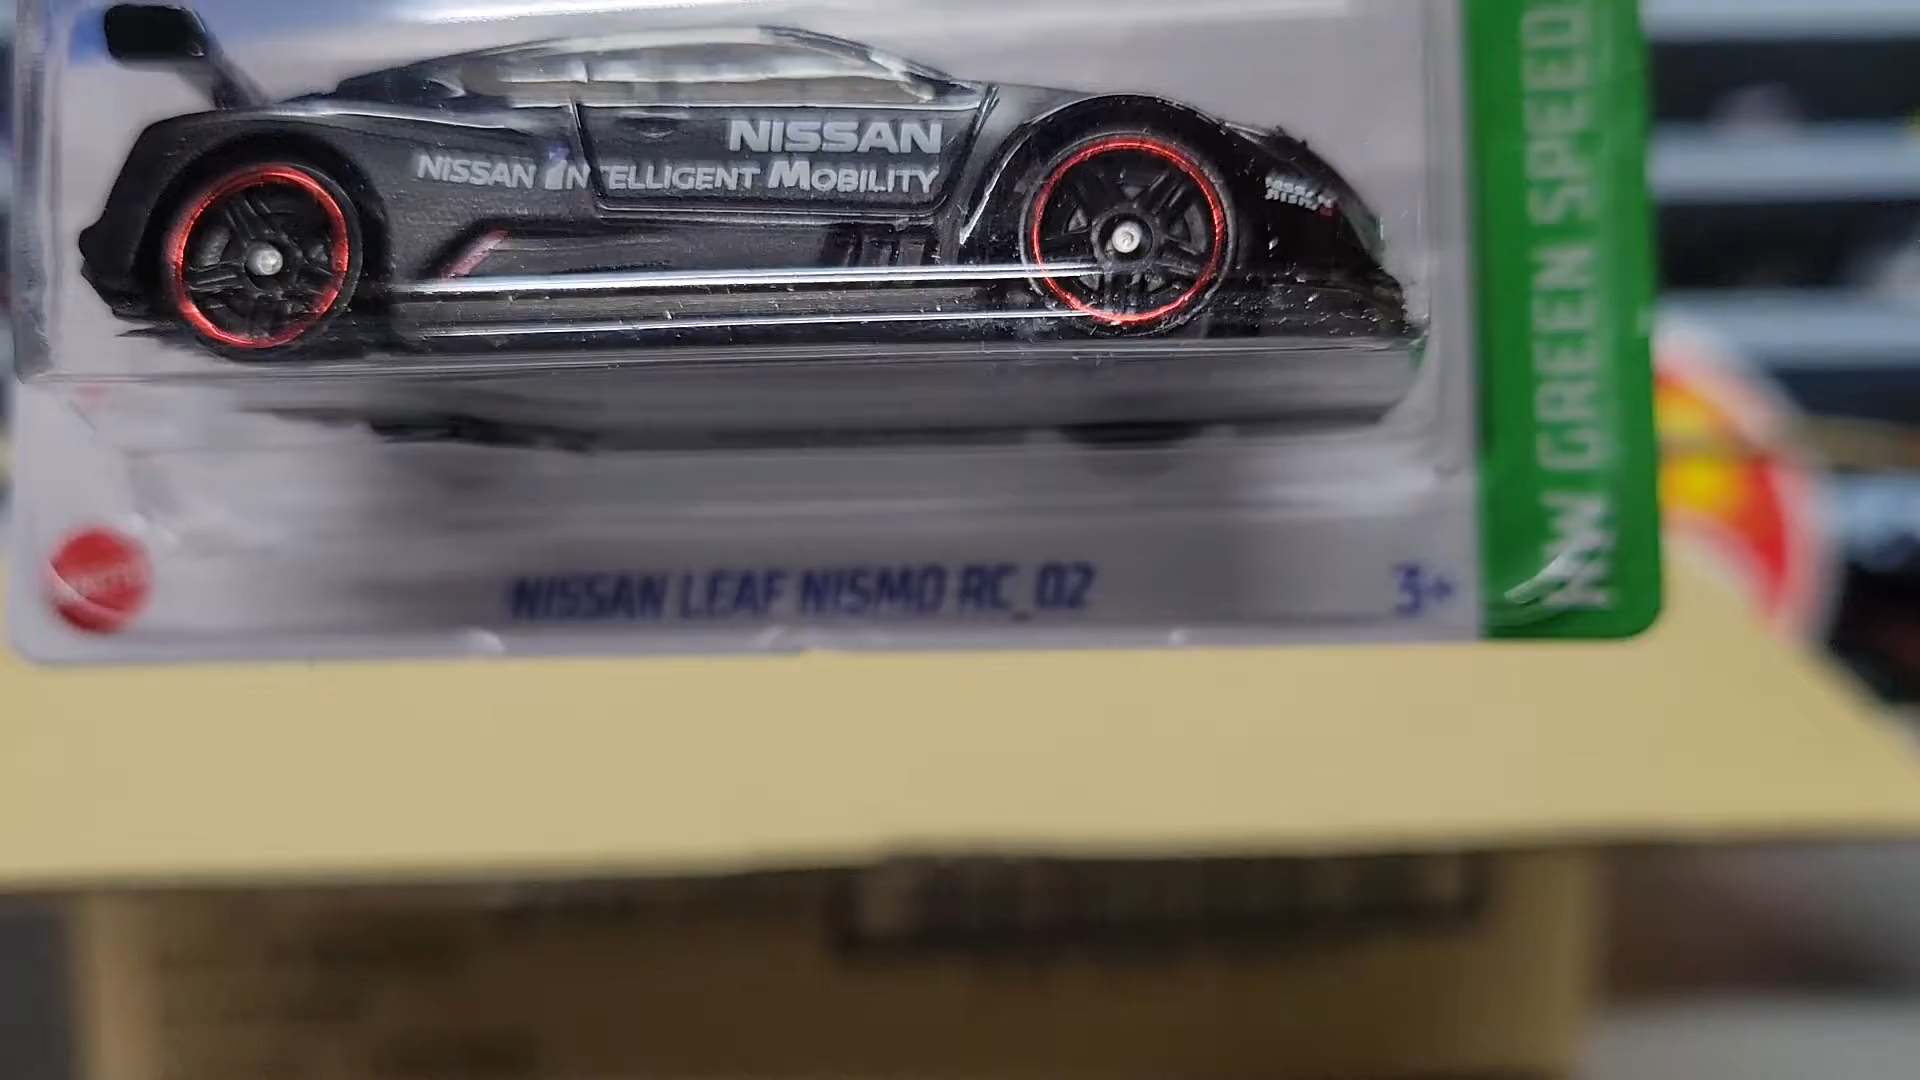 NISSAN
NISSAN INTELLIGENT MOBILITY
HW GREEN SPEED
NISSAN LEAF NISMO RC_02
3+